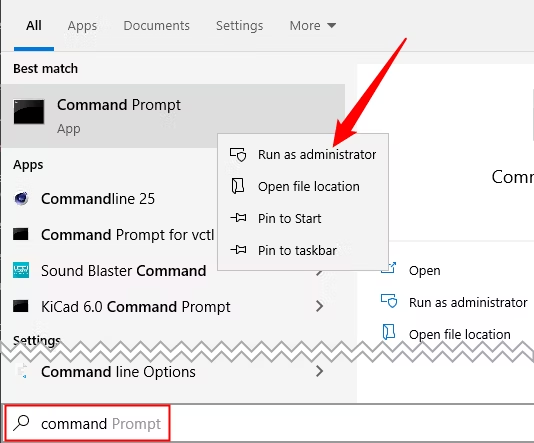 All Apps Documents Settings More
Best match
Command Prompt
App
Run as administrator
Open file location
Pin to Start
Pin to taskbar
Apps
Commandline 25
Command Prompt for vctl
Sound Blaster Command
KiCad 6.0 Command Prompt
Settings
Command line Options
Comm
Open
Run as administrator
Open file location
command Prompt